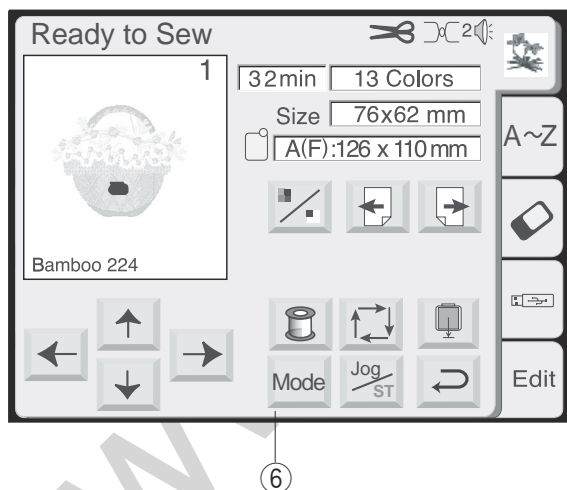 Ready to Sew
2
1
32min
13 Colors
Size
76x62 mm
A(F):126 x 110 mm
A~Z
Bamboo 224
Mode
Jog
ST
Edit
⑥
W